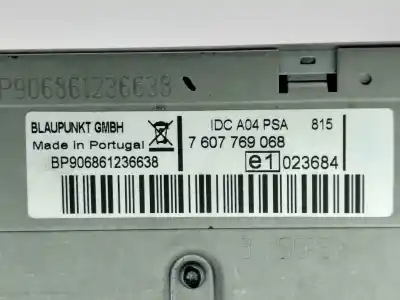 BP906861236638
BLAUPUNKT GMBH
Made in Portugal
BP906861236638
IDC A04 PSA 815
7 607 769 068
e1 023684